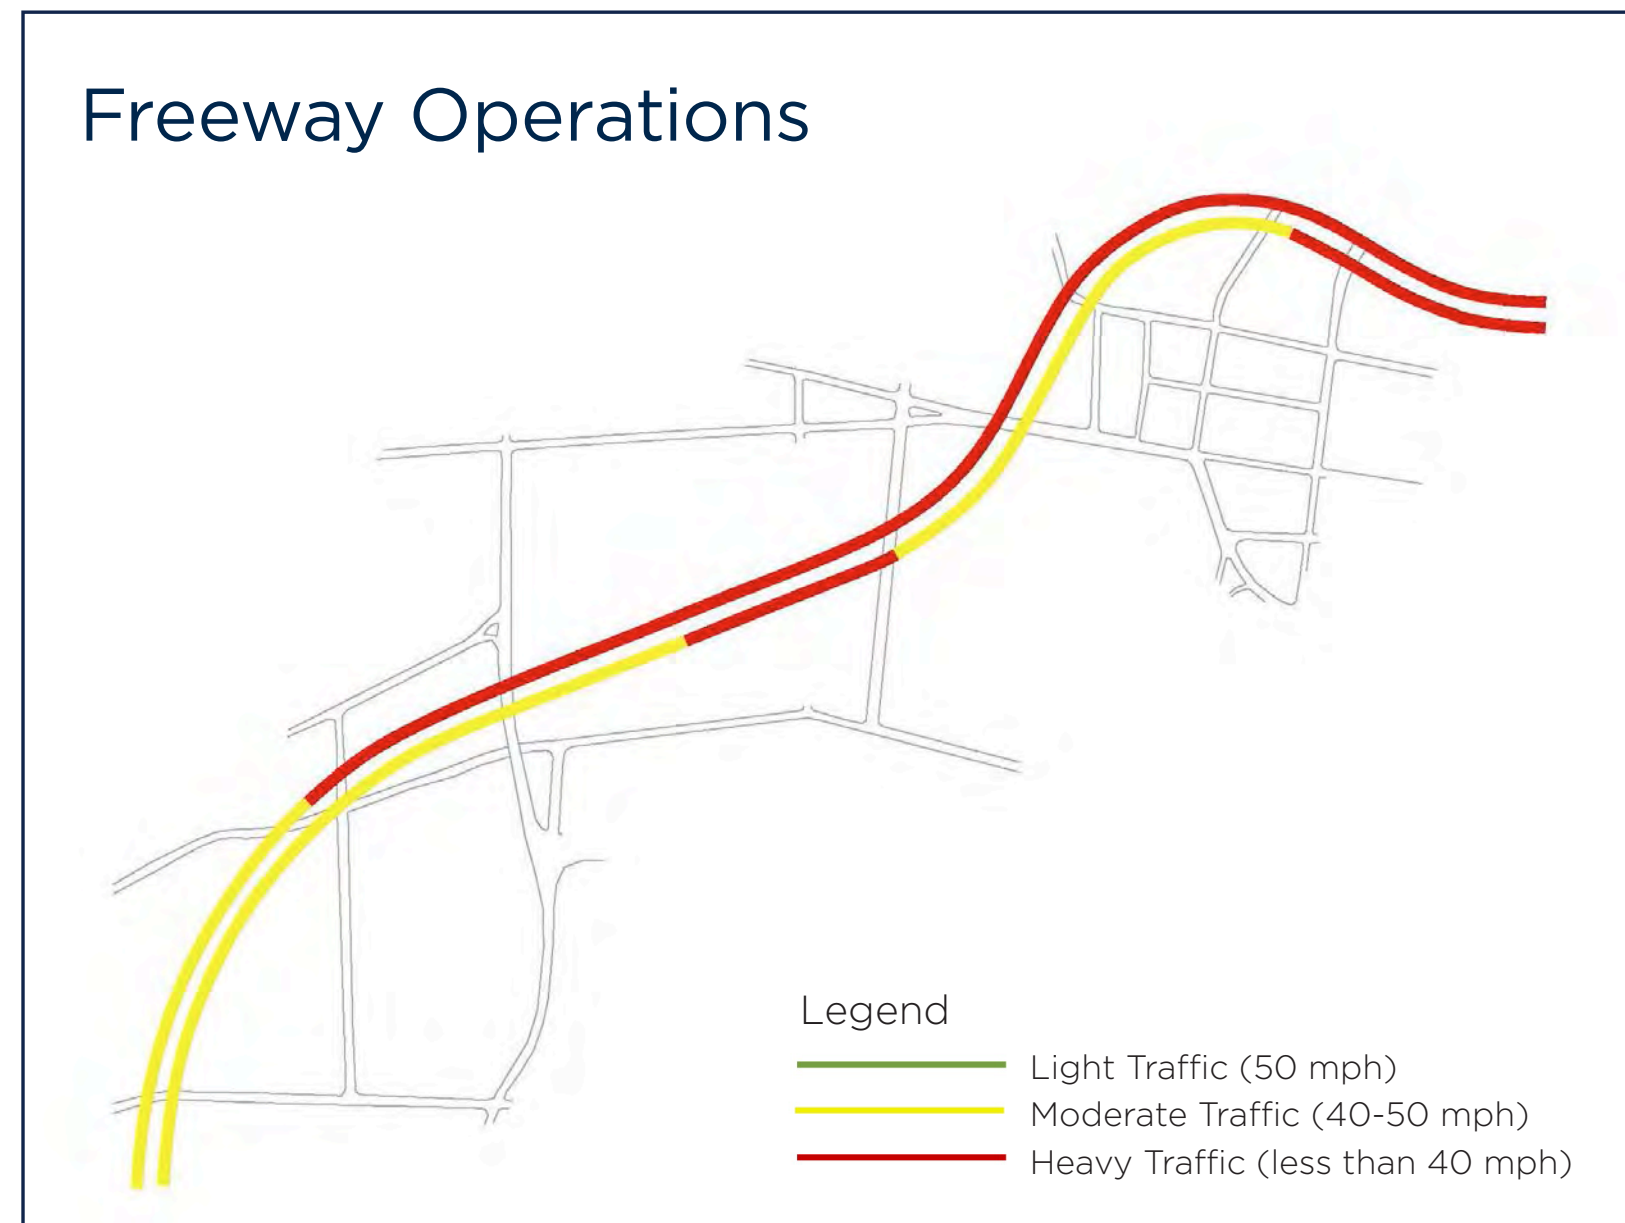 Freeway Operations
Legend
Light Traffic (50 mph)
Moderate Traffic (40-50 mph)
Heavy Traffic (less than 40 mph)